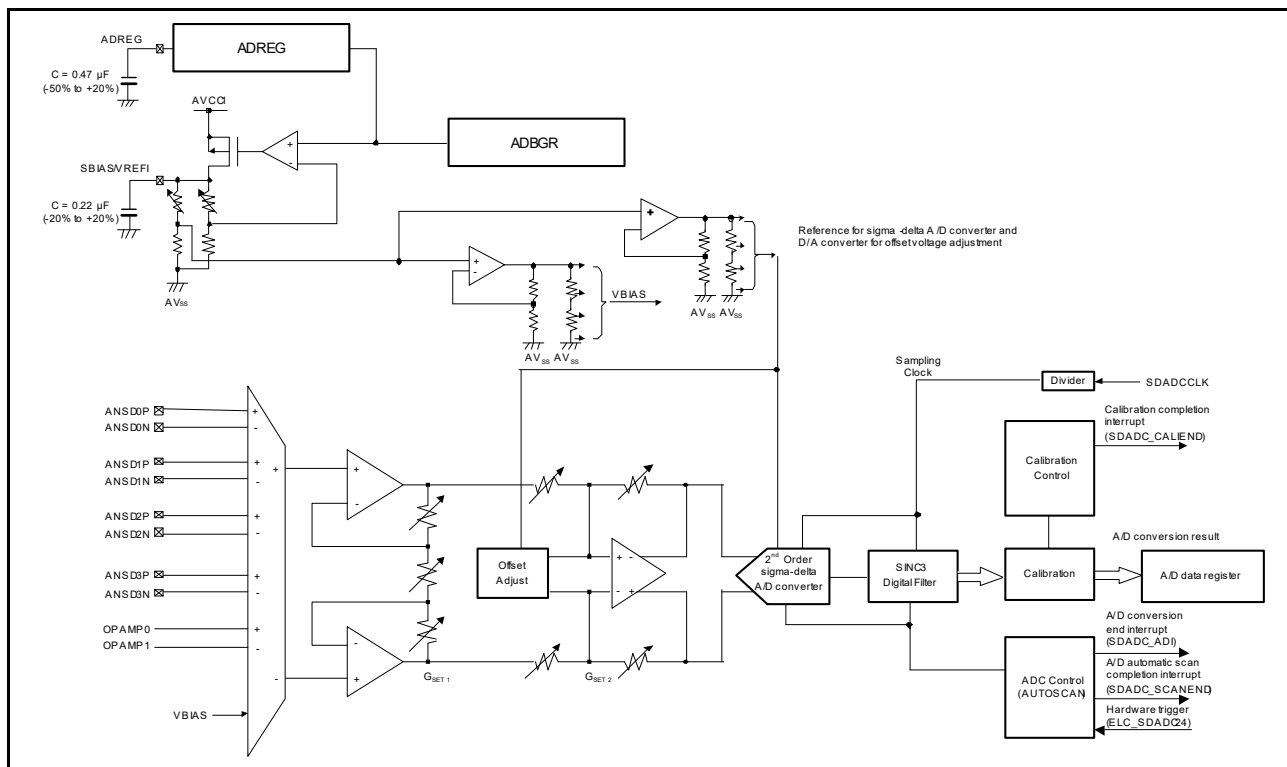 ADREG
ADREG
C = 0.47 µF
(-50% to +20%)
AVCCI
+
-
ADBGR
SBIAS/VREFI
C = 0.22 µF
(-20% to +20%)
AVSS
+
Reference for sigma -delta A /D converter and
D/A converter for offset voltage adjustment
+
-
VBIAS
AVSS AVSS
AVSS AVSS
Sampling
Clock
Divider
SDADCCLK
ANSD0P
+
ANSD0N
-
ANSD1P
+
ANSD1N
-
ANSD2P
+
ANSD2N
-
ANSD3P
+
ANSD3N
-
OPAMP0
+
OPAMP1
-
VBIAS
+
-
+
-
-
+
GSET 1
GSET 2
Offset
Adjust
+ -
- +
2nd Order
sigma-delta
A/D converter
SINC3
Digital Filter
Calibration
Control
Calibration completion
interrupt
(SDADC_CALIEND)
Calibration
A/D conversion result
A/D data register
ADC Control
(AUTOSCAN)
A/D conversion
end interrupt
(SDADC_ADI)
A/D automatic scan
completion interrupt
(SDADC_SCANEND)
Hardware trigger
(ELC_SDADC24)